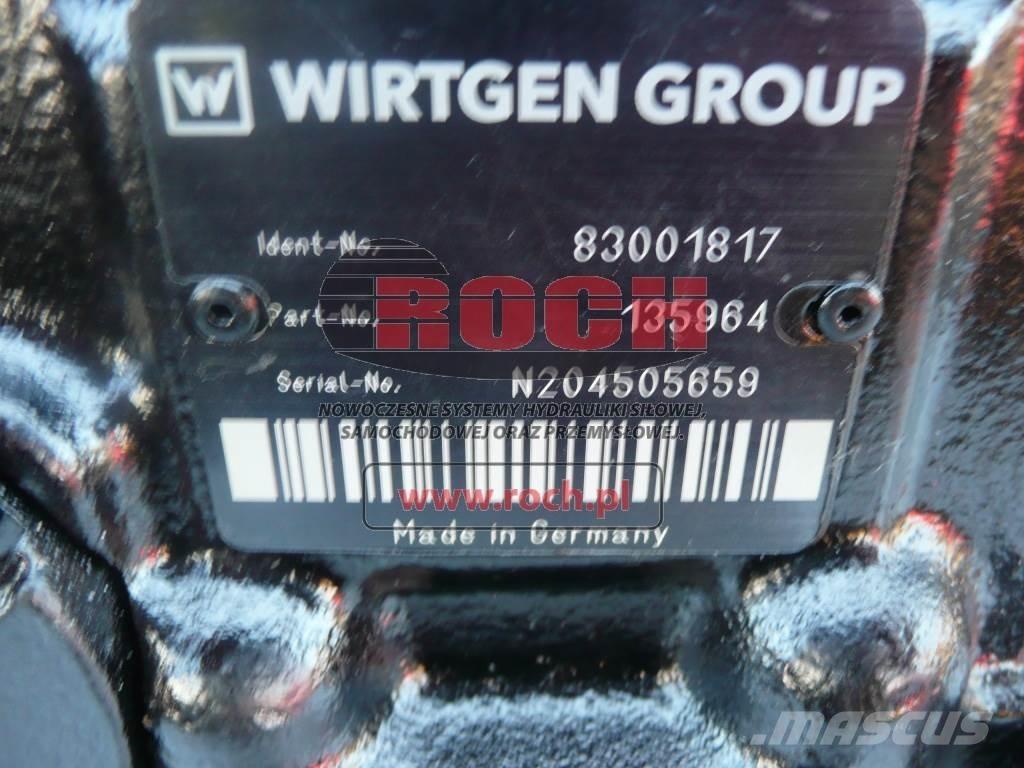 W WIRTGEN GROUP
Ident-No. 83001817
ROCH
Part-No. 135964
Serial-No. N204505659
NOWOCZESNE SYSTEMY HYDRAULIKI SIŁOWEJ,
SAMOCHODOWEJ ORAZ PRZEMYSŁOWEJ.
www.roch.pl
Made in Germany
MASCUS